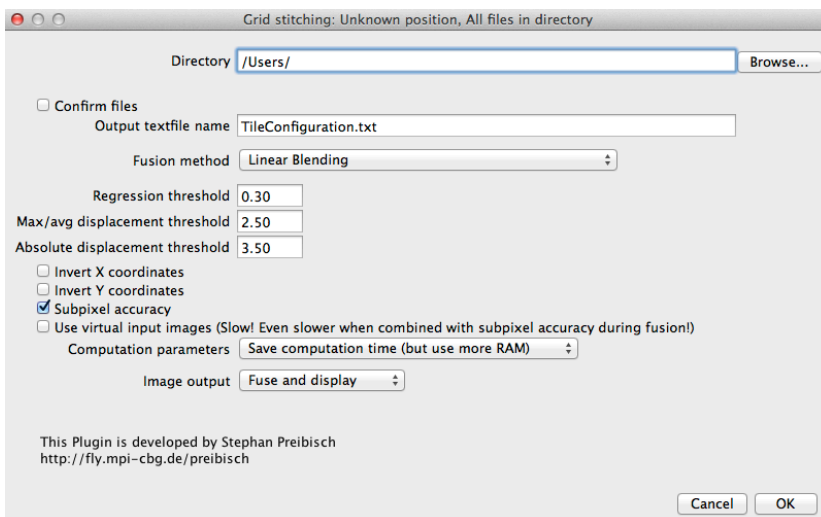 Grid stitching: Unknown position, All files in directory
Directory /Users/ Browse...
Confirm files
Output textfile name TileConfiguration.txt
Fusion method Linear Blending
Regression threshold 0.30
Max/avg displacement threshold 2.50
Absolute displacement threshold 3.50
Invert X coordinates
Invert Y coordinates
Subpixel accuracy
Use virtual input images (Slow! Even slower when combined with subpixel accuracy during fusion!)
Computation parameters Save computation time (but use more RAM)
Image output Fuse and display
This Plugin is developed by Stephan Preibisch
http://fly.mpi-cbg.de/preibisch
Cancel OK